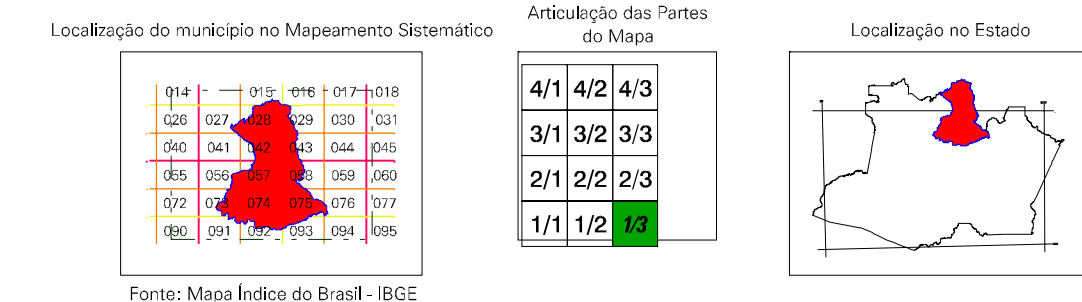 Localização do município no Mapeamento Sistemático
014 015 016 017 018
026 027 028 029 030 031
040 041 042 043 044 045
055 056 057 058 059 060
072 073 074 075 076 077
090 091 092 093 094 095
Fonte: Mapa Índice do Brasil - IBGE
Articulação das Partes
do Mapa
4/1 4/2 4/3
3/1 3/2 3/3
2/1 2/2 2/3
1/1 1/2 1/3
Localização no Estado